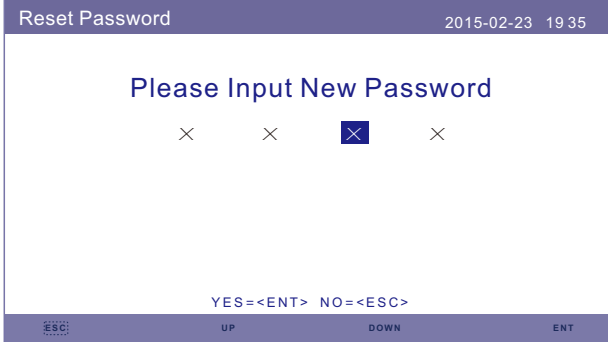 Reset Password 2015-02-23 19 35
Please Input New Password
× × × ×
YES=<ENT> NO=<ESC>
ESC UP DOWN ENT